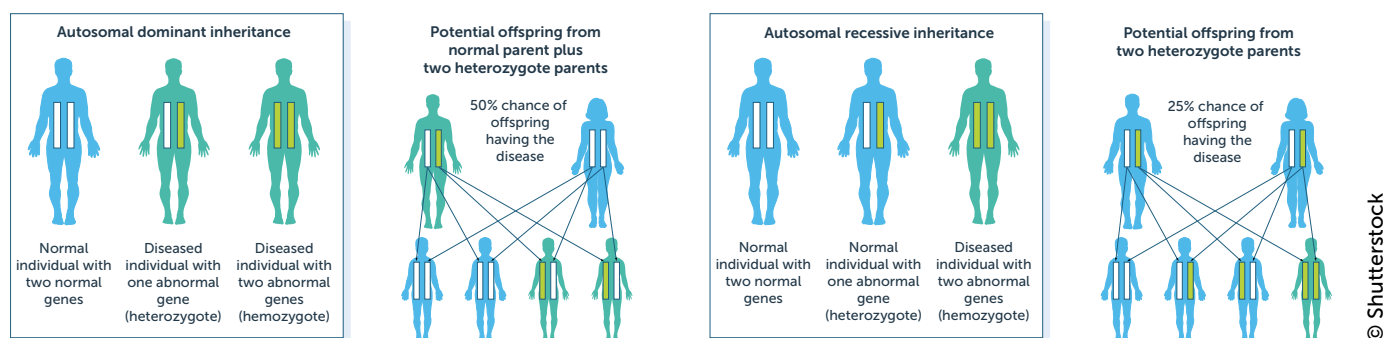 Autosomal dominant inheritance
Normal
individual with
two normal
genes
Diseased
individual with
one abnormal
gene
(heterozygote)
Diseased
individual with
two abnormal
genes
(hemozygote)
Potential offspring from
normal parent plus
two heterozygote parents
50% chance of
offspring
having the
disease
Autosomal recessive inheritance
Normal
individual with
two normal
genes
Normal
individual with
one abnormal
gene
(heterozygote)
Diseased
individual with
two abnormal
genes
(hemozygote)
Potential offspring from
two heterozygote parents
25% chance of
offspring
having the
disease
© Shutterstock